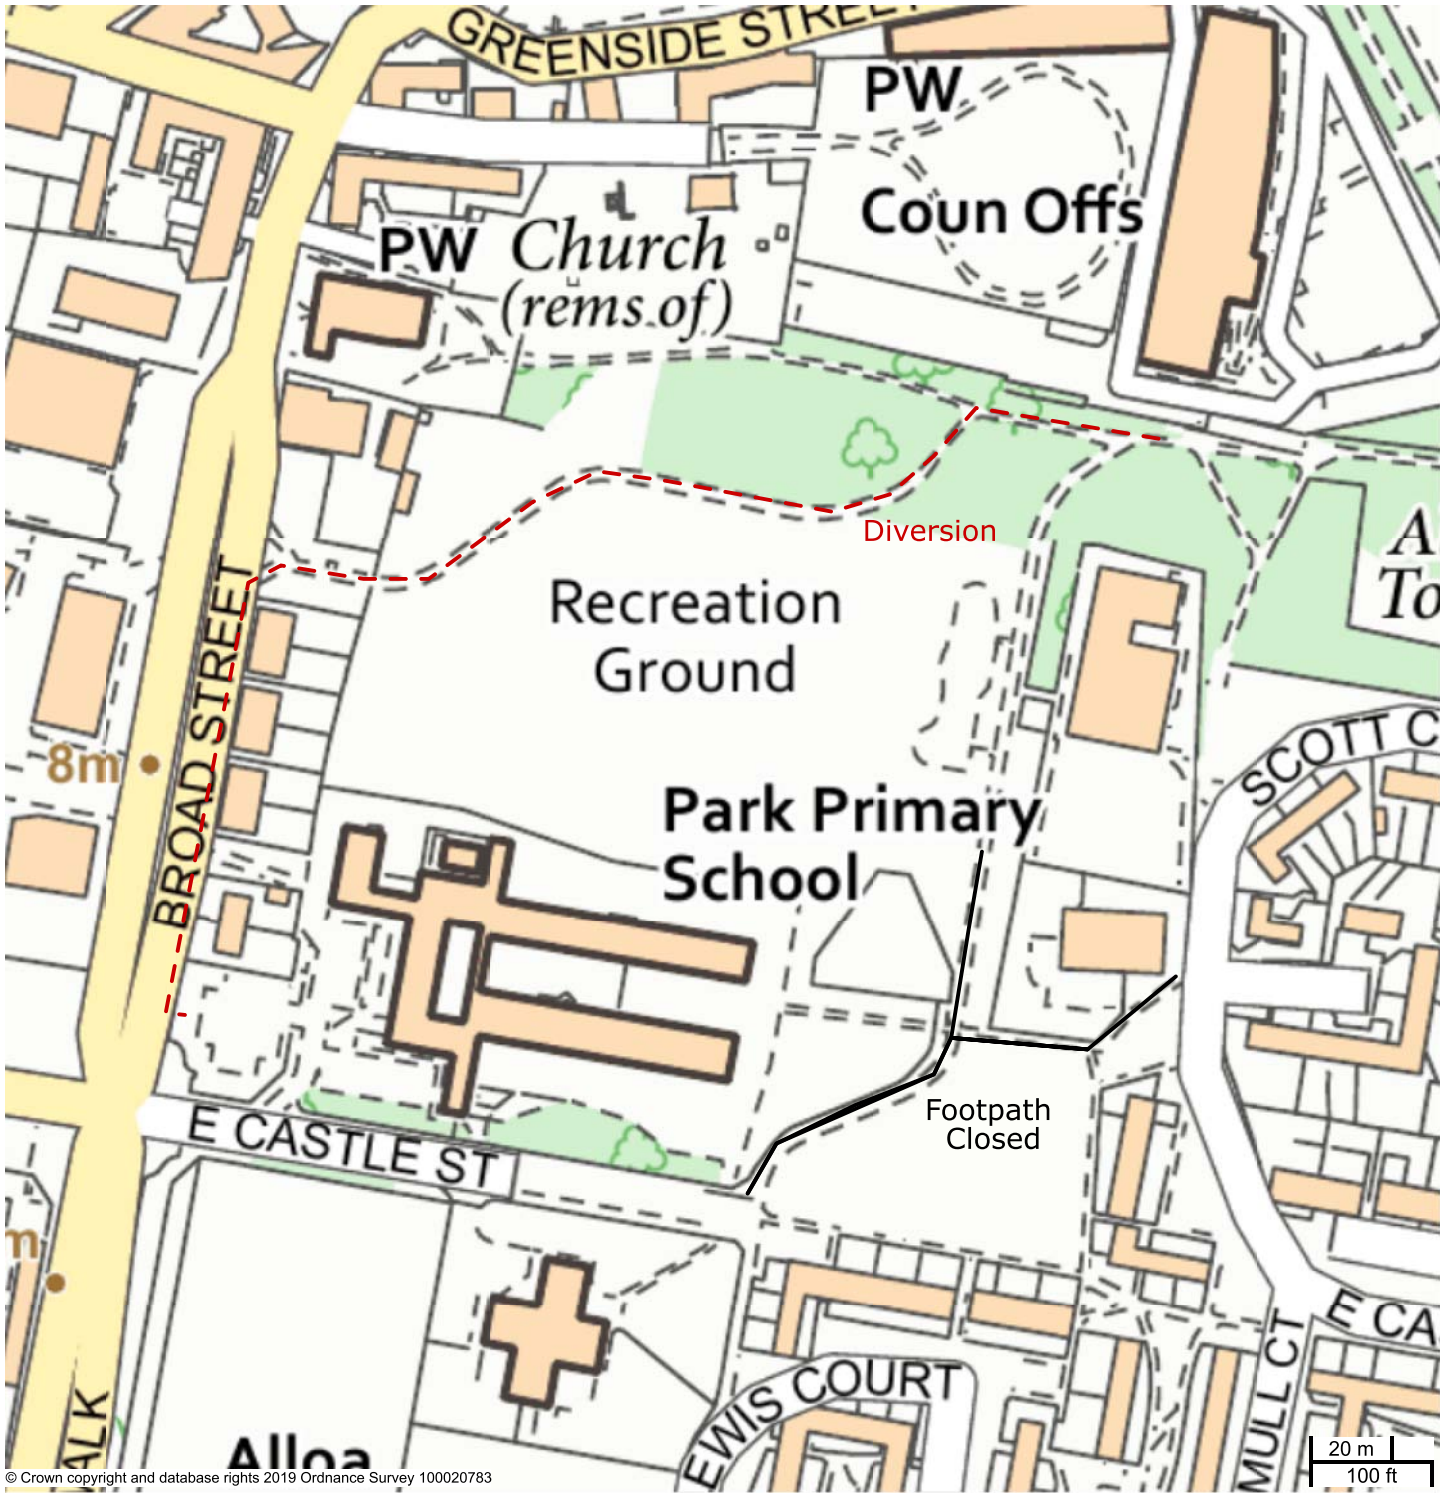 GREENSIDE STREET
PW
Coun Offs
PW
Church
(rems of)
Diversion
A
To
Recreation
Ground
BROAD STREET
8m
SCOTT C
Park Primary
School
Footpath
Closed
E CASTLE ST
m
E CA
MULL CT
EWIS COURT
ALK
Alloa
20 m
100 ft
© Crown copyright and database rights 2019 Ordnance Survey 100020783